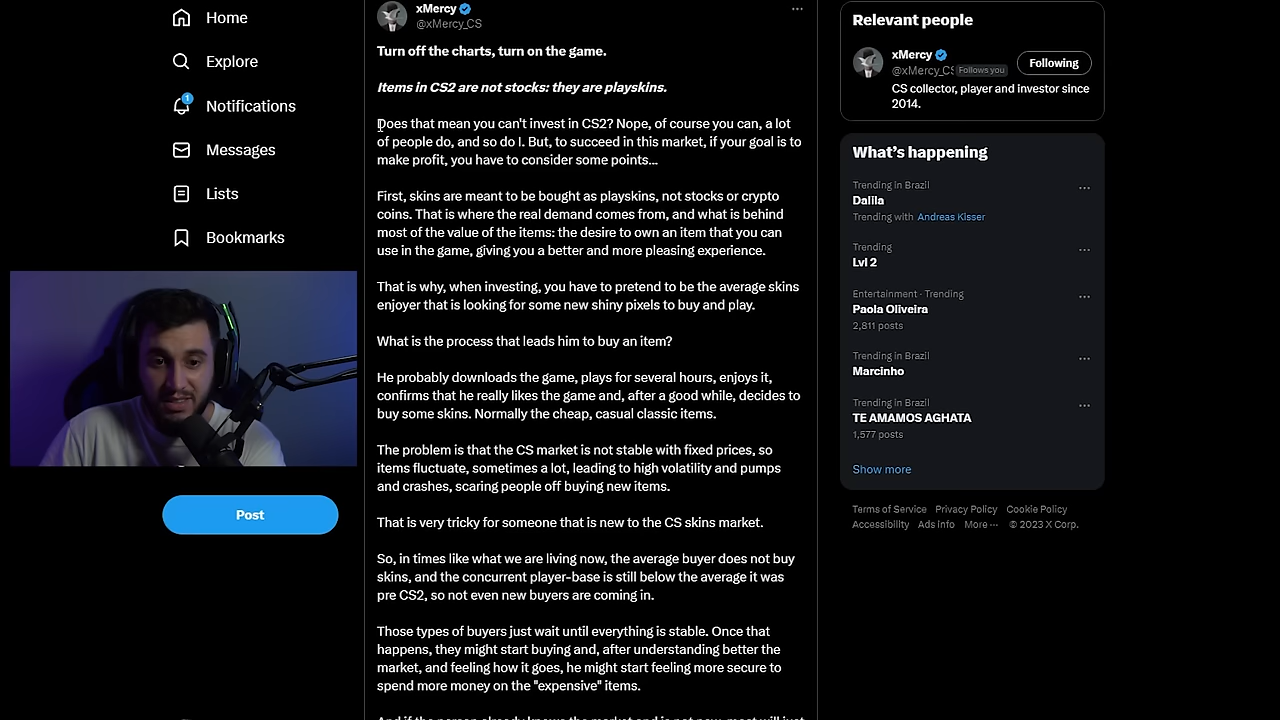 Home
Explore
1
Notifications
Messages
Lists
Bookmarks
Post
xMercy
@xMercy_CS
Turn off the charts, turn on the game.
Items in CS2 are not stocks: they are playskins.
Does that mean you can't invest in CS2? Nope, of course you can, a lot
of people do, and so do I. But, to succeed in this market, if your goal is to
make profit, you have to consider some points...
First, skins are meant to be bought as playskins, not stocks or crypto
coins. That is where the real demand comes from, and what is behind
most of the value of the items: the desire to own an item that you can
use in the game, giving you a better and more pleasing experience.
That is why, when investing, you have to pretend to be the average skins
enjoyer that is looking for some new shiny pixels to buy and play.
What is the process that leads him to buy an item?
He probably downloads the game, plays for several hours, enjoys it,
confirms that he really likes the game and, after a good while, decides to
buy some skins. Normally the cheap, casual classic items.
The problem is that the CS market is not stable with fixed prices, so
items fluctuate, sometimes a lot, leading to high volatility and pumps
and crashes, scaring people off buying new items.
That is very tricky for someone that is new to the CS skins market.
So, in times like what we are living now, the average buyer does not buy
skins, and the concurrent player-base is still below the average it was
pre CS2, so not even new buyers are coming in.
Those types of buyers just wait until everything is stable. Once that
happens, they might start buying and, after understanding better the
market, and feeling how it goes, he might start feeling more secure to
spend more money on the "expensive" items.
And if the person already knows the market and is not new, most will just
Relevant people
xMercy
@xMercy_CS Follows you
Following
CS collector, player and investor since
2014.
What's happening
Trending in Brazil
Dalila
Trending with Andreas Kisser
Trending
Lvl 2
Entertainment · Trending
Paola Oliveira
2,811 posts
Trending in Brazil
Marcinho
Trending in Brazil
TE AMAMOS AGHATA
1,577 posts
Show more
Terms of Service Privacy Policy Cookie Policy
Accessibility Ads info More ··· © 2023 X Corp.